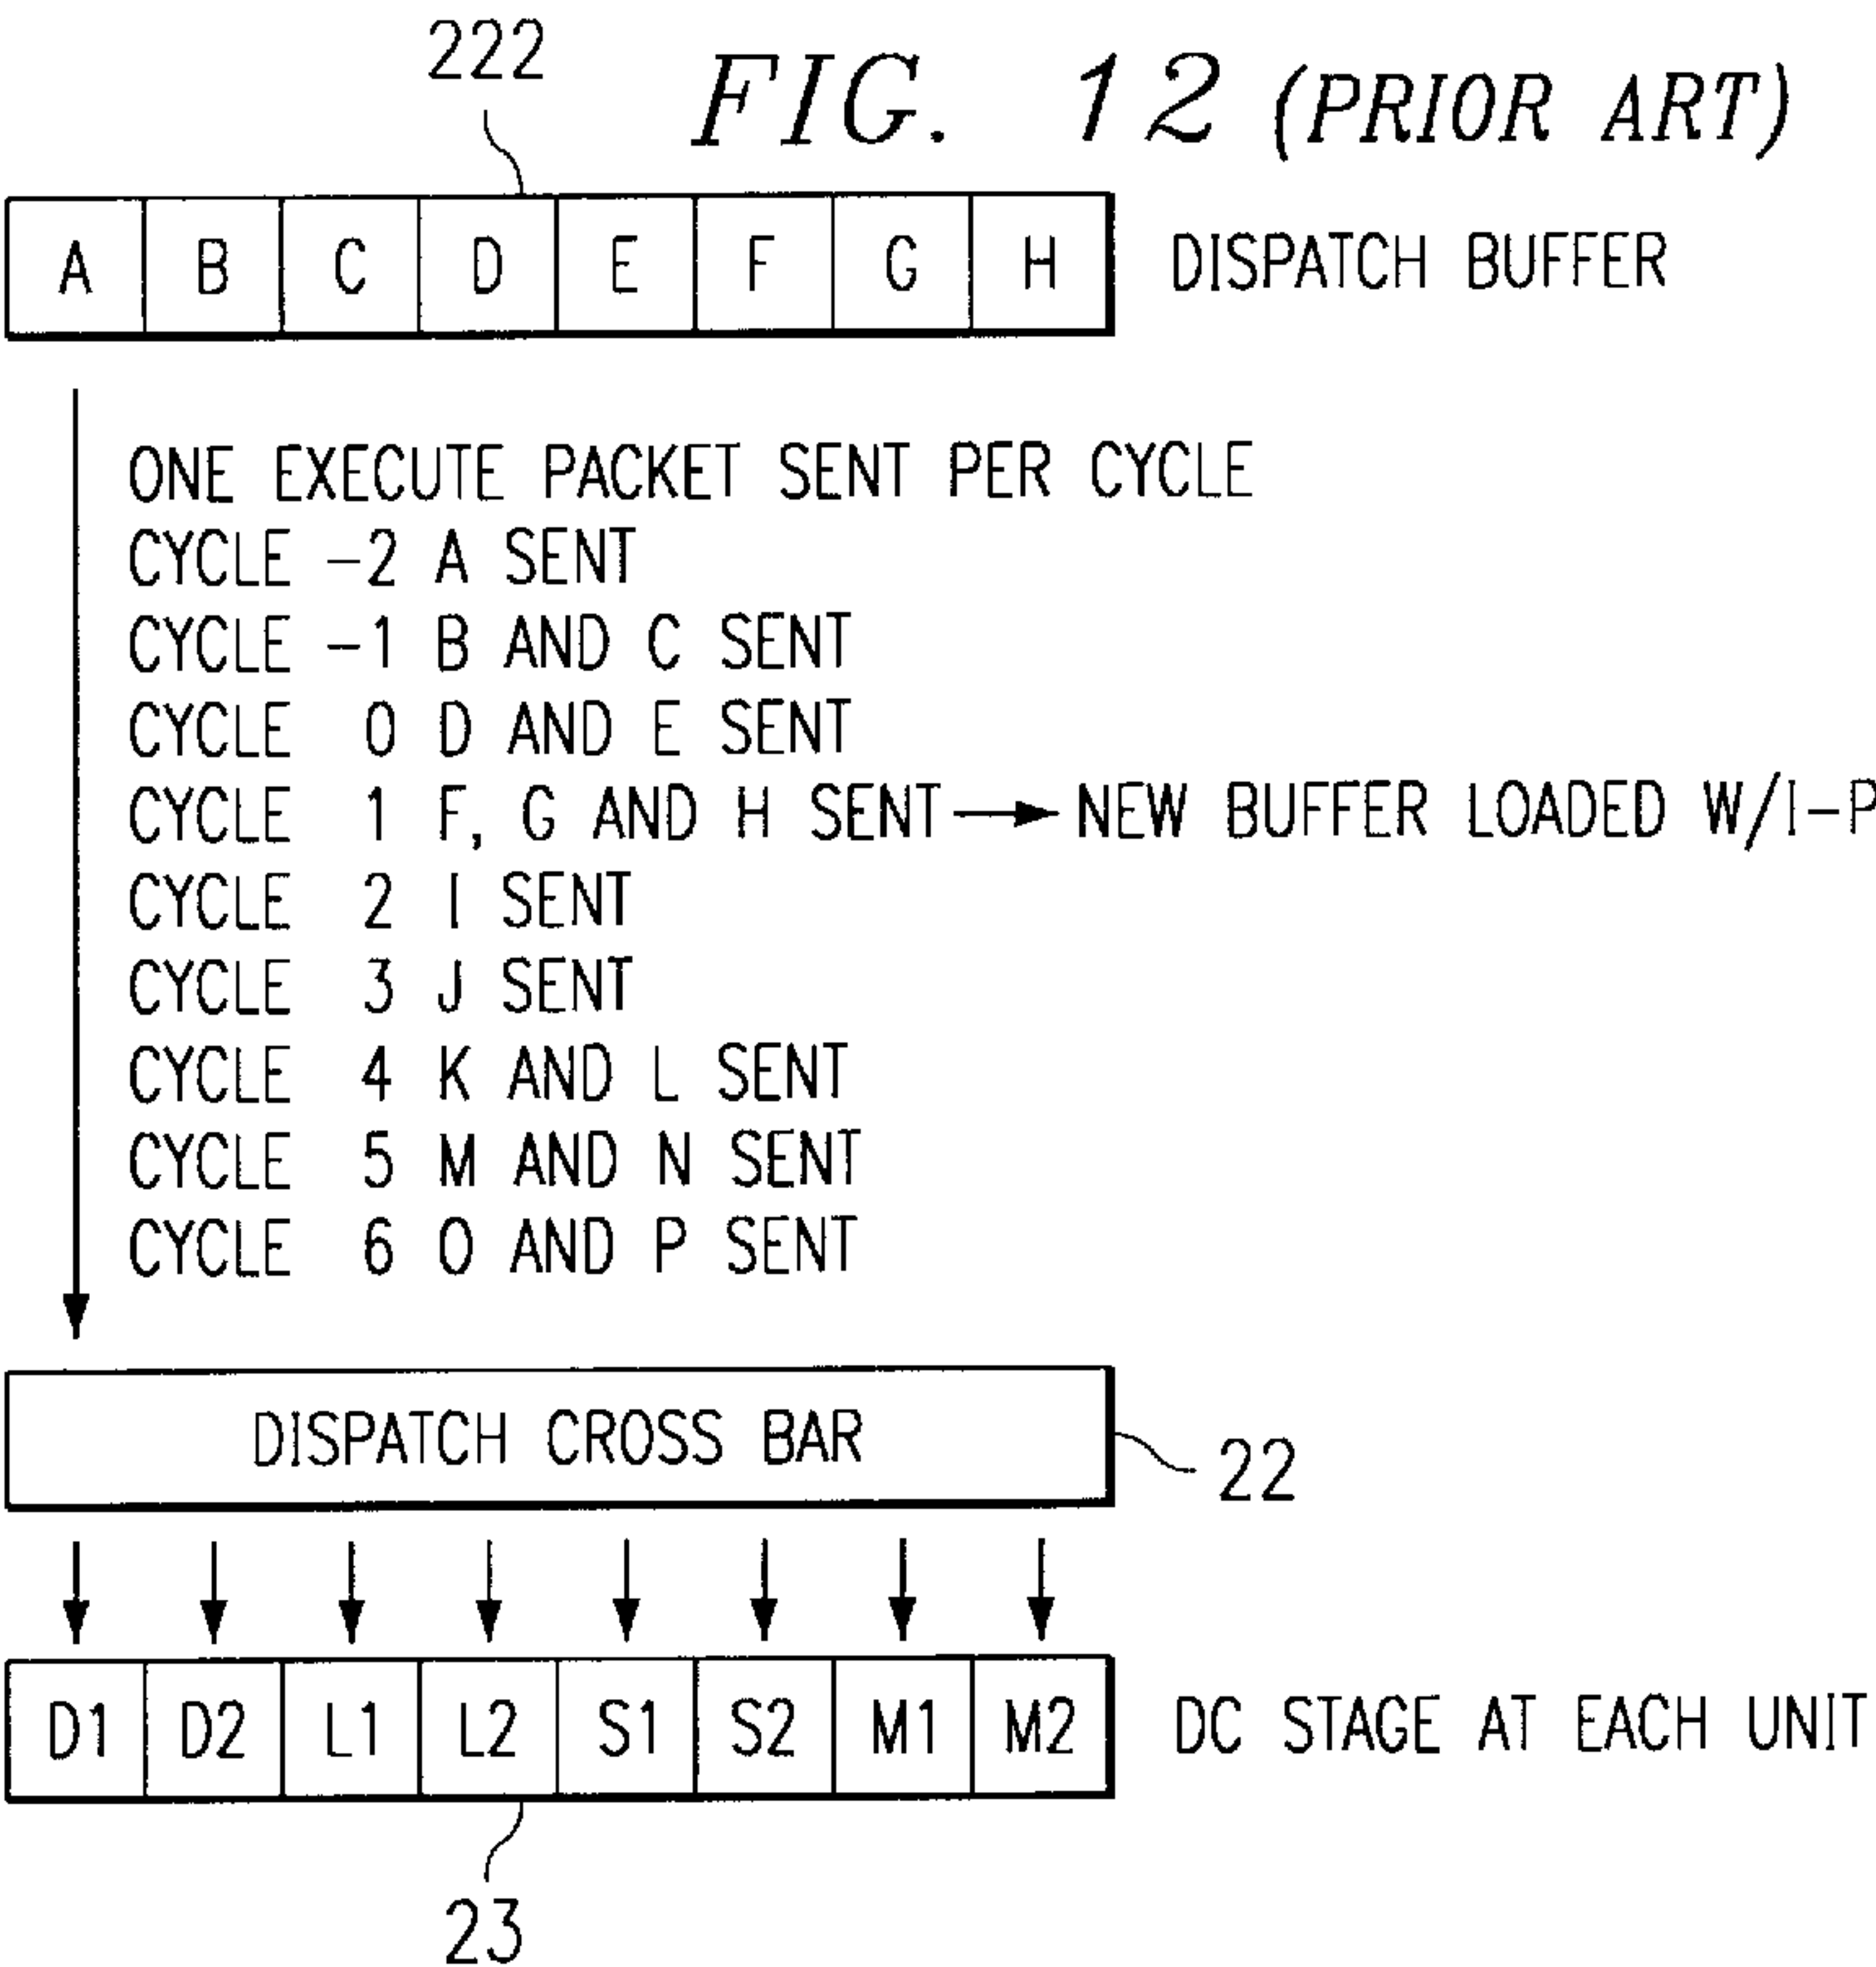 222
FIG. 12 (PRIOR ART)
A B C D E F G H DISPATCH BUFFER
ONE EXECUTE PACKET SENT PER CYCLE
CYCLE -2 A SENT
CYCLE -1 B AND C SENT
CYCLE 0 D AND E SENT
CYCLE 1 F, G AND H SENT NEW BUFFER LOADED W/I-P
CYCLE 2 I SENT
CYCLE 3 J SENT
CYCLE 4 K AND L SENT
CYCLE 5 M AND N SENT
CYCLE 6 O AND P SENT
DISPATCH CROSS BAR
22
D1 D2 L1 L2 S1 S2 M1 M2 DC STAGE AT EACH UNIT
23